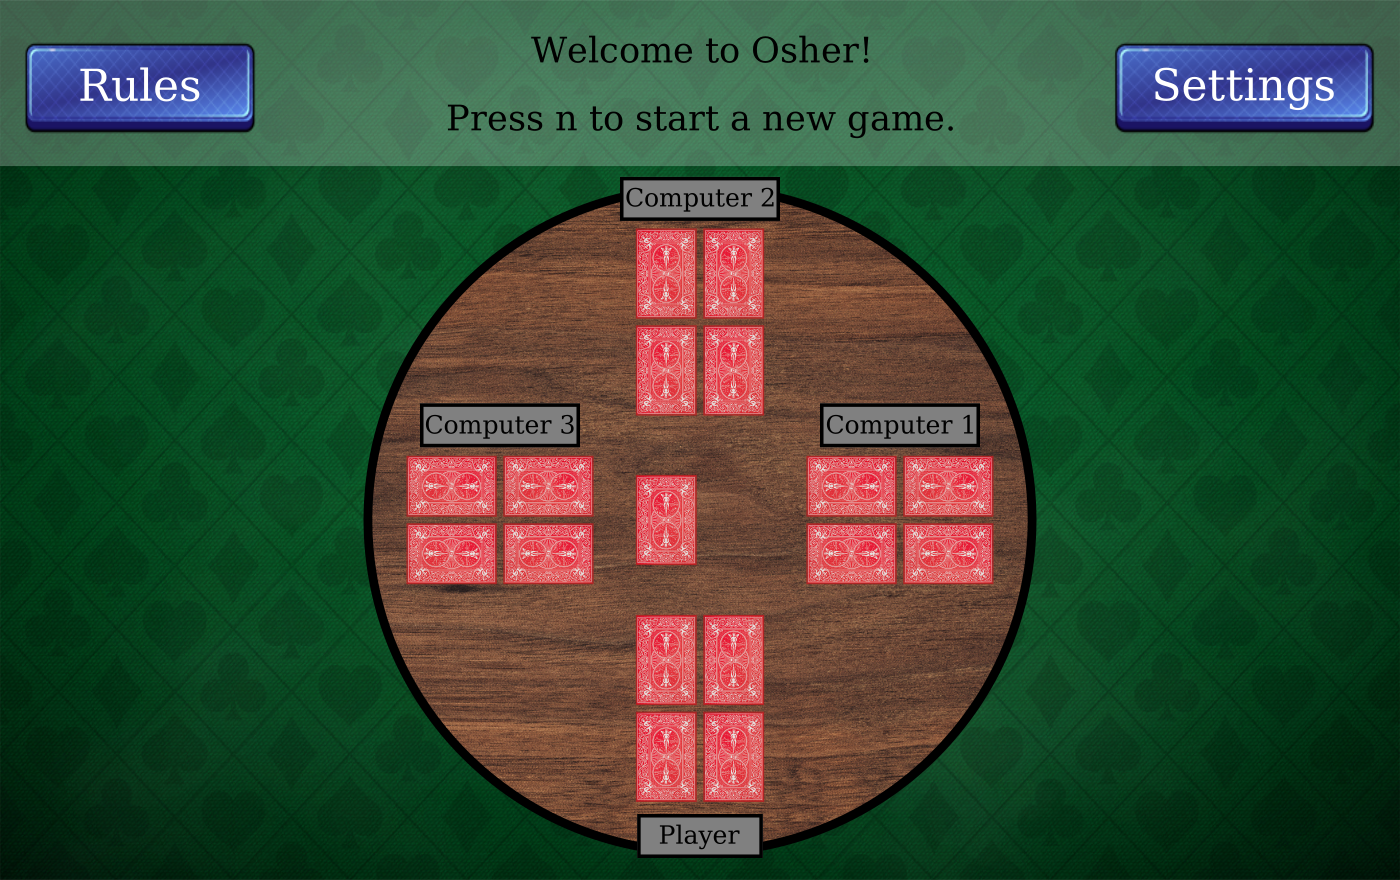 Welcome to Osher!
Rules
Settings
Press n to start a new game.
Computer 2
Computer 3
Computer 1
Player